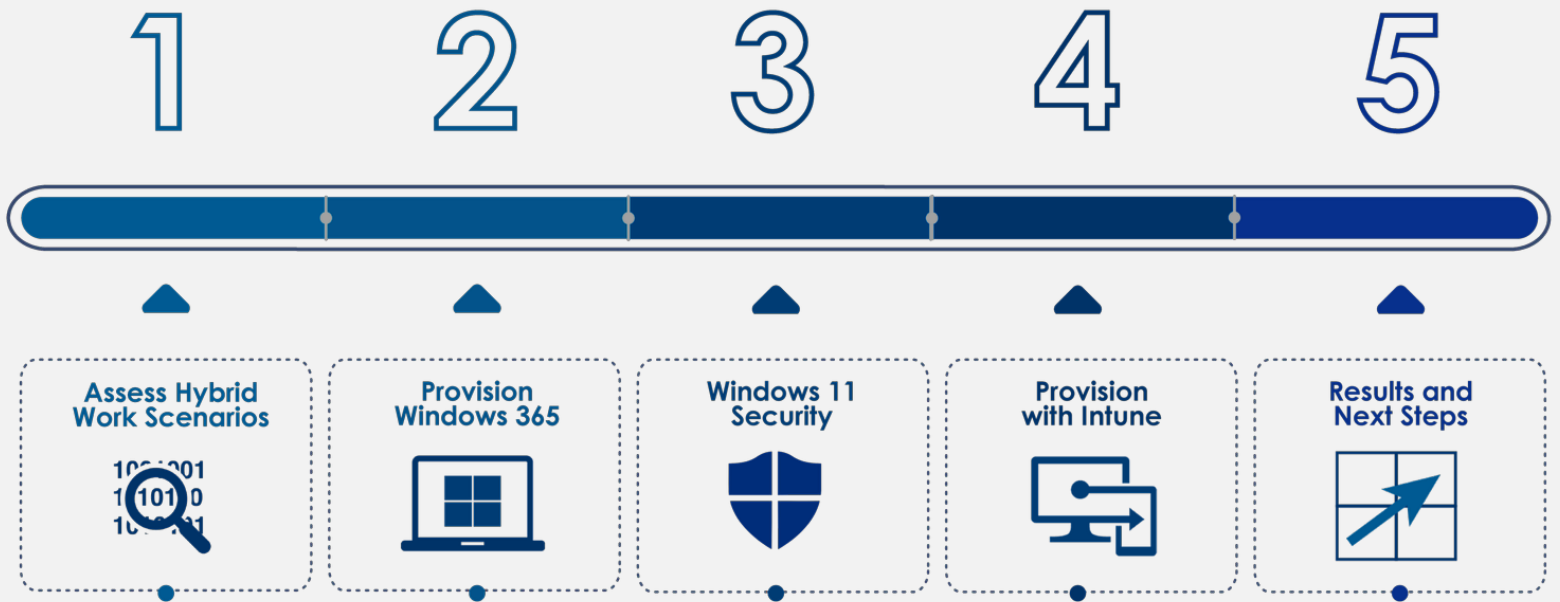 1
2
3
4
5
Assess Hybrid
Work Scenarios
Provision
Windows 365
Windows 11
Security
Provision
with Intune
Results and
Next Steps
101